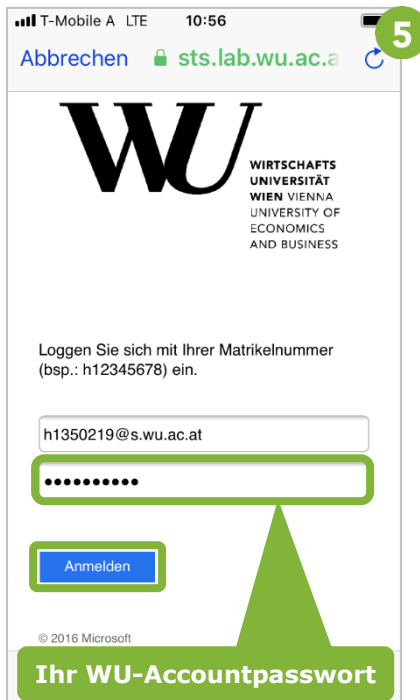 T-Mobile A LTE 10:56
5
Abbrechen sts.lab.wu.ac.a
WU
WIRTSCHAFTS
UNIVERSITÄT
WIEN VIENNA
UNIVERSITY OF
ECONOMICS
AND BUSINESS
Loggen Sie sich mit Ihrer Matrikelnummer
(bsp.: h12345678) ein.
h1350219@s.wu.ac.at
••••••••••
Anmelden
© 2016 Microsoft
Ihr WU-Accountpasswort